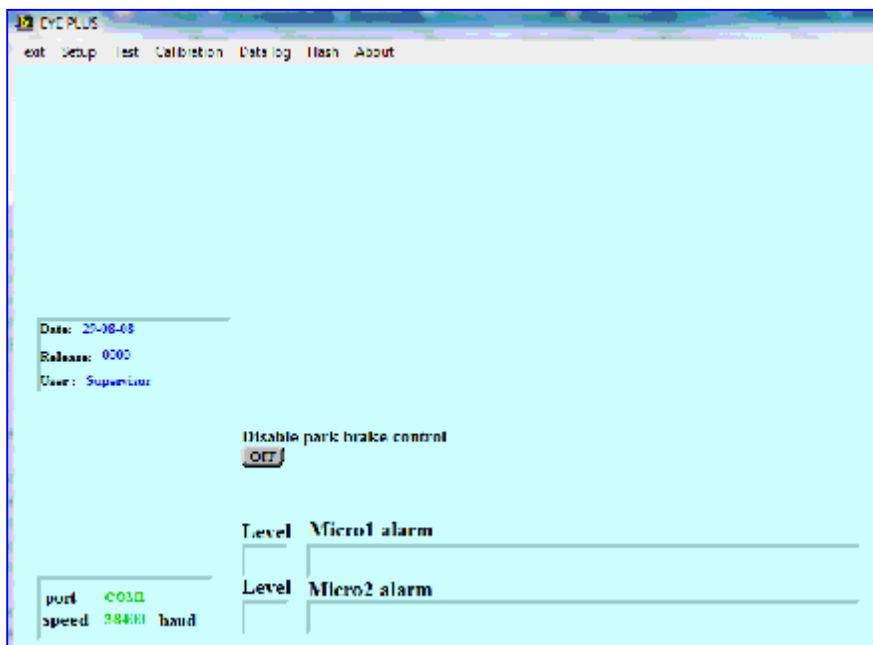 EYE PLUS
exit Setup Test Calibration Data log Flash About
Date: 29-08-08
Release: 0000
User: Supervisor
Disable park brake control
OFF
Level Micro1 alarm
Level Micro2 alarm
port COM1
speed 38400 baud